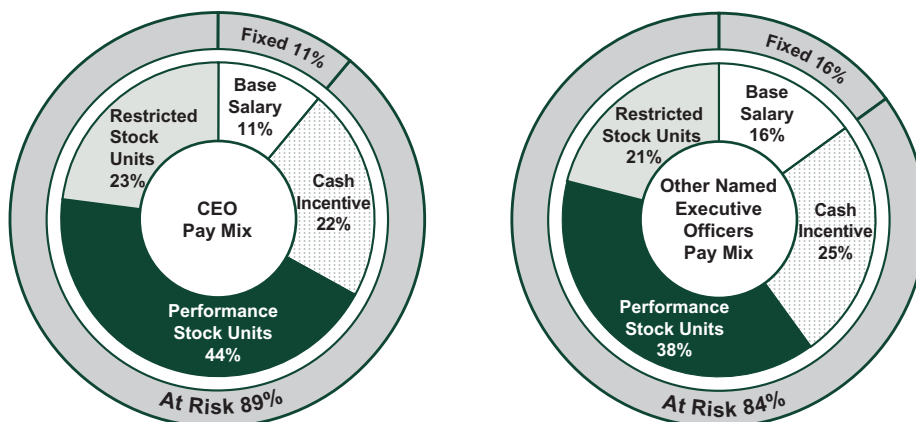 Fixed 11%
Base
Salary
11%
Restricted
Stock
Units
23%
Cash
Incentive
22%
CEO
Pay Mix
Performance
Stock Units
44%
At Risk 89%
Fixed 16%
Base
Salary
16%
Restricted
Stock Units
21%
Cash
Incentive
25%
Other Named
Executive
Officers
Pay Mix
Performance
Stock Units
38%
At Risk 84%